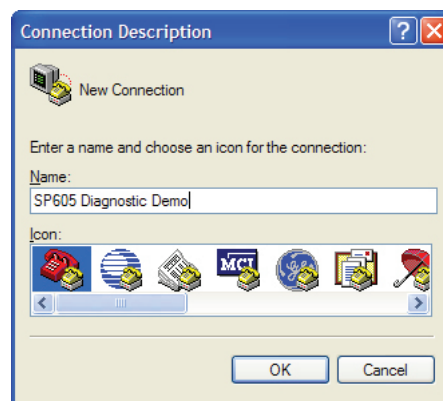 Connection Description
New Connection
Enter a name and choose an icon for the connection:
Name:
SP605 Diagnostic Demo
Icon:
MCI
OK
Cancel